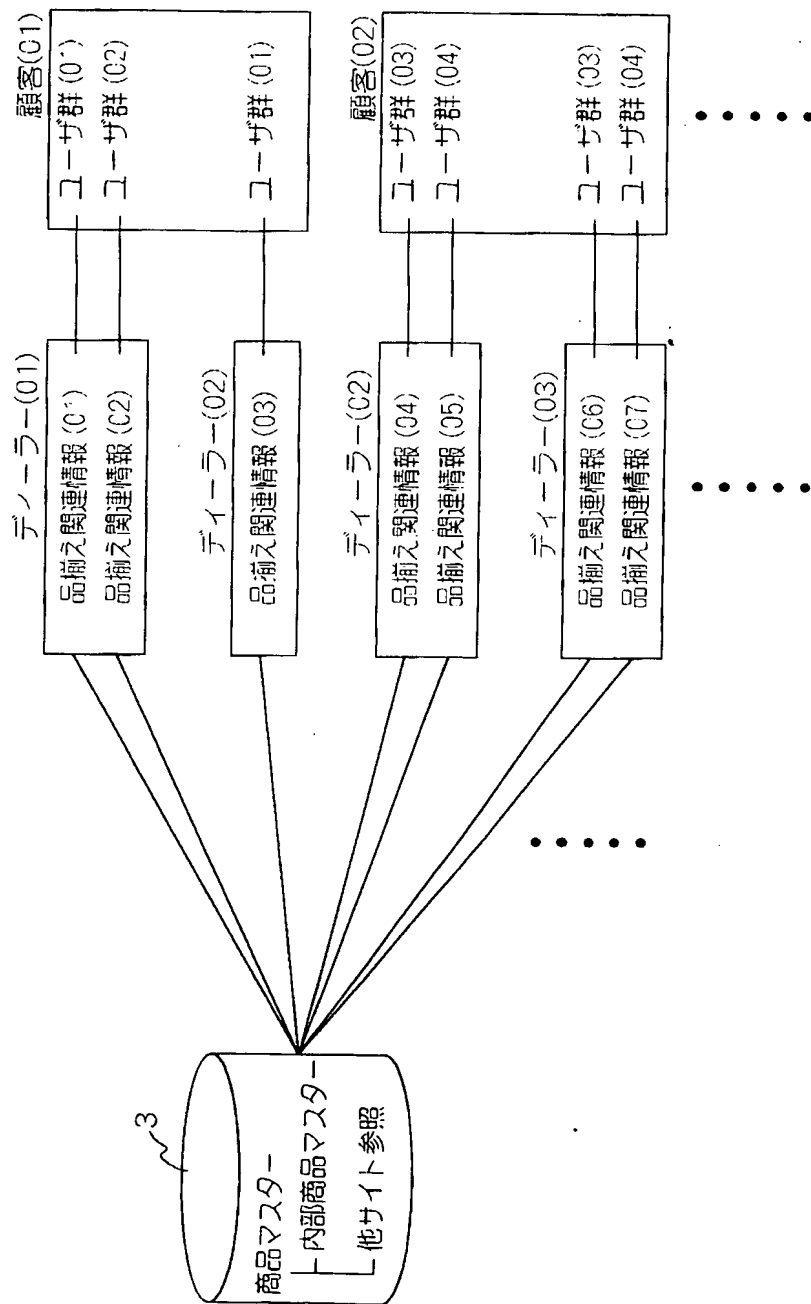 3
商品マスター
内部商品マスター
他サイト参照
ディーラー(01)
品揃え関連情報(01)
品揃え関連情報(02)
ディーラー(02)
品揃え関連情報(03)
ディーラー(02)
品揃え関連情報(04)
品揃え関連情報(05)
ディーラー(03)
品揃え関連情報(06)
品揃え関連情報(07)
顧客(01)
ユーザ群(01)
ユーザ群(02)
ユーザ群(01)
顧客(02)
ユーザ群(03)
ユーザ群(04)
ユーザ群(03)
ユーザ群(04)